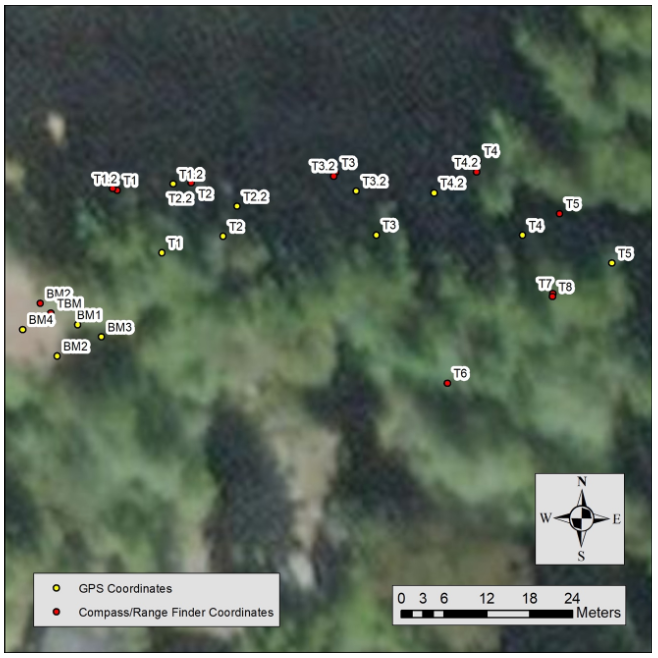 T4
T3.2 T3
T4.2
T1.2 T1
T1.2
T2.2 T2
T3.2
T4.2
T2.2
T5
T2
T3
T4
T1
T5
BM2
TBM
T7 T8
BM4
BM1
BM3
BM2
T6
N
W E
S
GPS Coordinates
Compass/Range Finder Coordinates
0 3 6 12 18 24
Meters